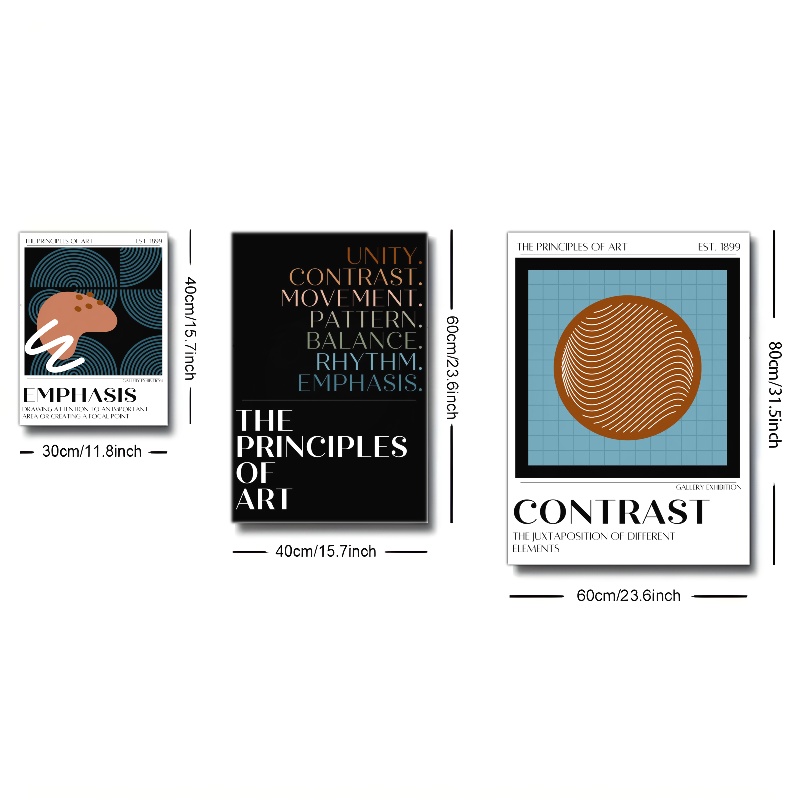 THE PRINCIPLES OF ART
EST. 1899
GALLERY EXHIBITION
EMPHASIS
DRAWING ATTENTION TO AN IMPORTANT
AREA OR CREATING A FOCAL POINT
40cm/15.7inch
30cm/11.8inch
UNITY.
CONTRAST.
MOVEMENT.
PATTERN.
BALANCE.
RHYTHM.
EMPHASIS.
THE
PRINCIPLES
OF
ART
60cm/23.6inch
40cm/15.7inch
THE PRINCIPLES OF ART
EST. 1899
GALLERY EXHIBITION
CONTRAST
THE JUXTAPOSITION OF DIFFERENT
ELEMENTS
80cm/31.5inch
60cm/23.6inch